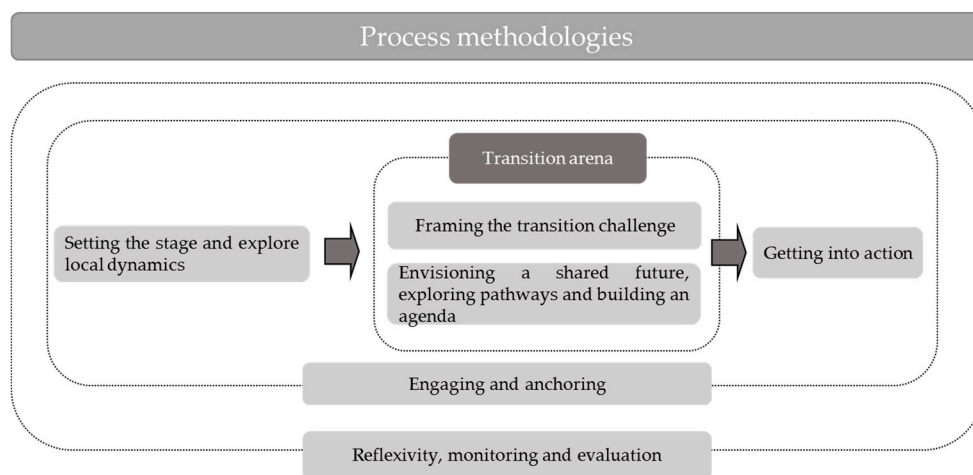 Process methodologies
Transition arena
Setting the stage and explore
local dynamics
Framing the transition challenge
Envisioning a shared future,
exploring pathways and building an
agenda
Getting into action
Engaging and anchoring
Reflexivity, monitoring and evaluation